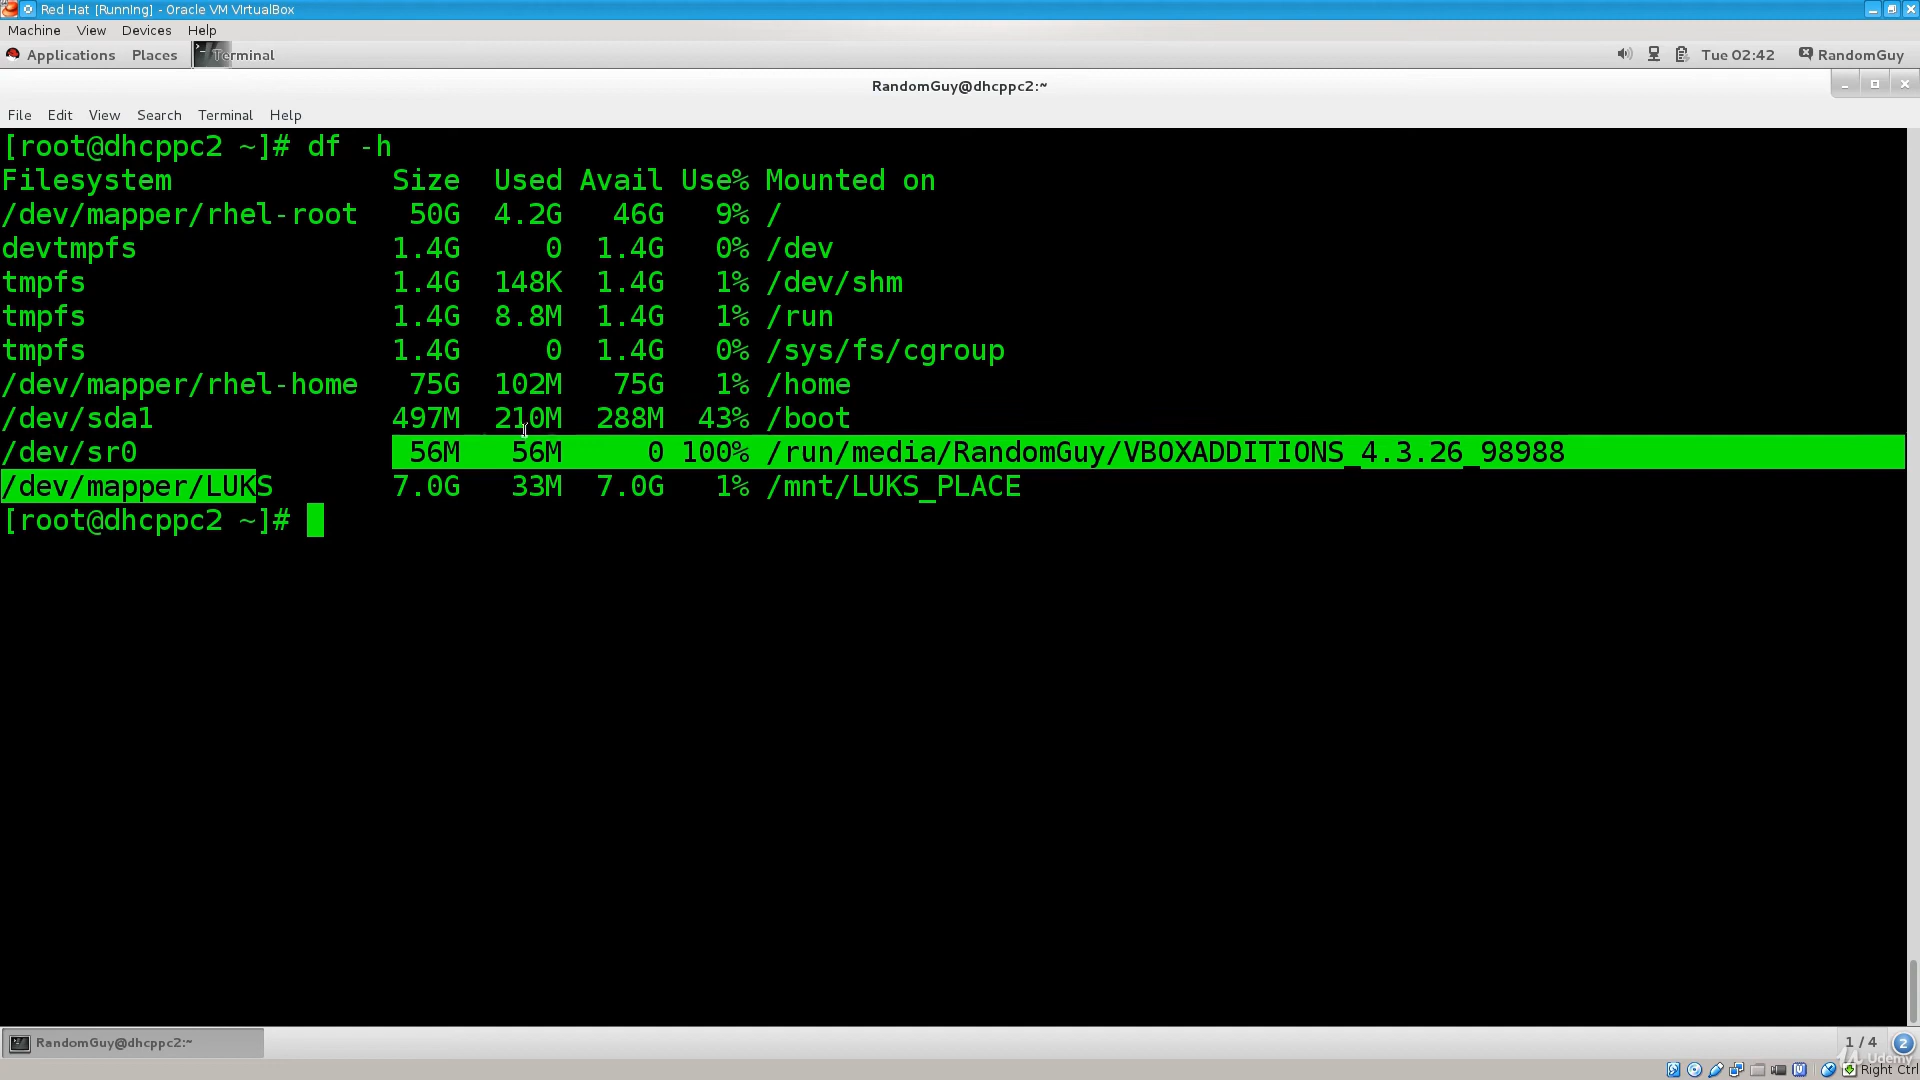 Red Hat [Running] - Oracle VM VirtualBox
Machine View Devices Help
Applications Places Terminal Tue 02:42 RandomGuy
RandomGuy@dhcppc2:~
File Edit View Search Terminal Help
[root@dhcppc2 ~]# df -h
Filesystem Size Used Avail Use% Mounted on
/dev/mapper/rhel-root 50G 4.2G 46G 9% /
devtmpfs 1.4G 0 1.4G 0% /dev
tmpfs 1.4G 148K 1.4G 1% /dev/shm
tmpfs 1.4G 8.8M 1.4G 1% /run
tmpfs 1.4G 0 1.4G 0% /sys/fs/cgroup
/dev/mapper/rhel-home 75G 102M 75G 1% /home
/dev/sda1 497M 210M 288M 43% /boot
/dev/sr0 56M 56M 0 100% /run/media/RandomGuy/VBOXADDITIONS_4.3.26_98988
/dev/mapper/LUKS 7.0G 33M 7.0G 1% /mnt/LUKS_PLACE
[root@dhcppc2 ~]#
RandomGuy@dhcppc2:~ 1 / 4 2
Udemy
Right Ctrl